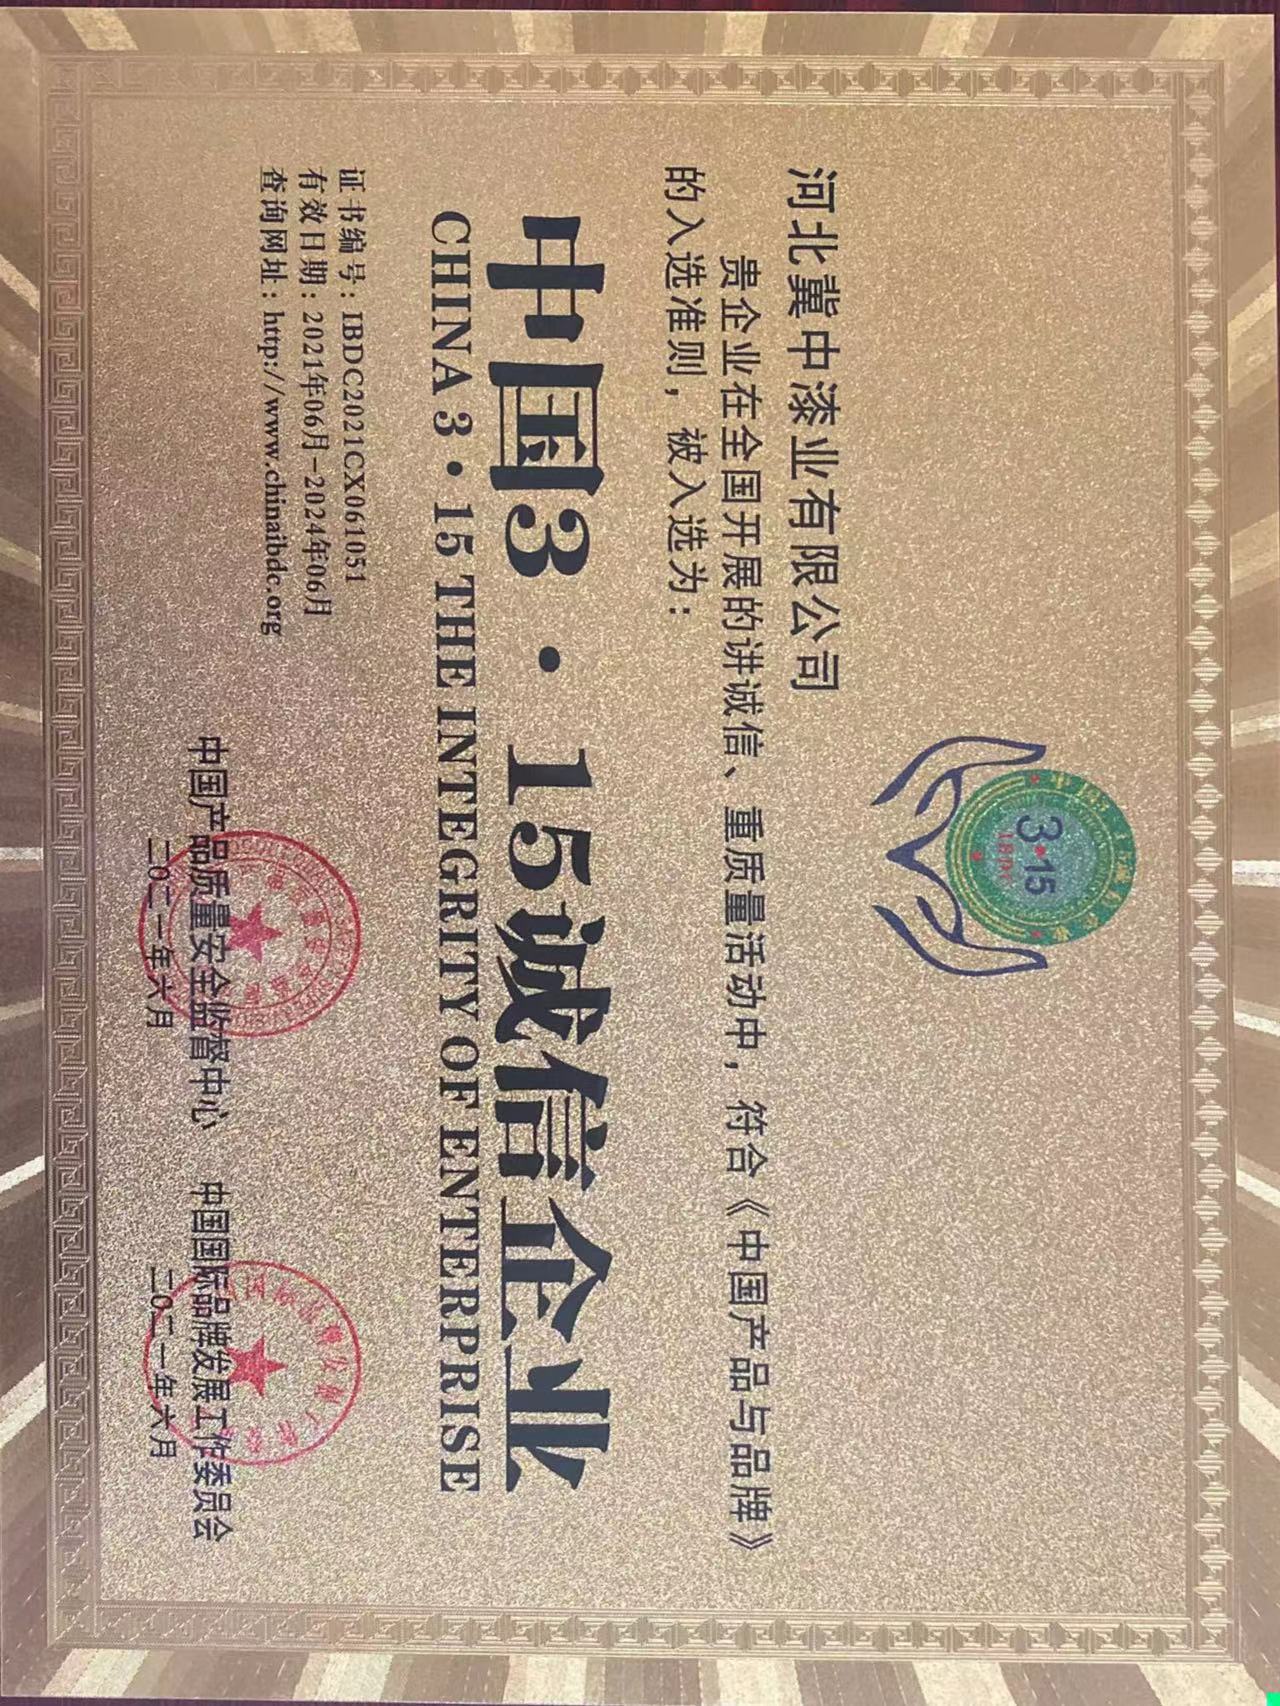 3·15
IBDC
河北冀中漆业有限公司
贵企业在全国开展的讲诚信、重质量活动中，符合《中国产品与品牌》
的入选准则，被入选为：
中国3·15诚信企业
CHINA 3·15 THE INTEGRITY OF ENTERPRISE
证书编号：IBDC2021CX061051
有效日期：2021年06月-2024年06月
查询网址：http://www.chinaibdc.org
中国产品质量安全监督中心 中国国际品牌发展工作委员会
二〇二一年六月 二〇二一年六月